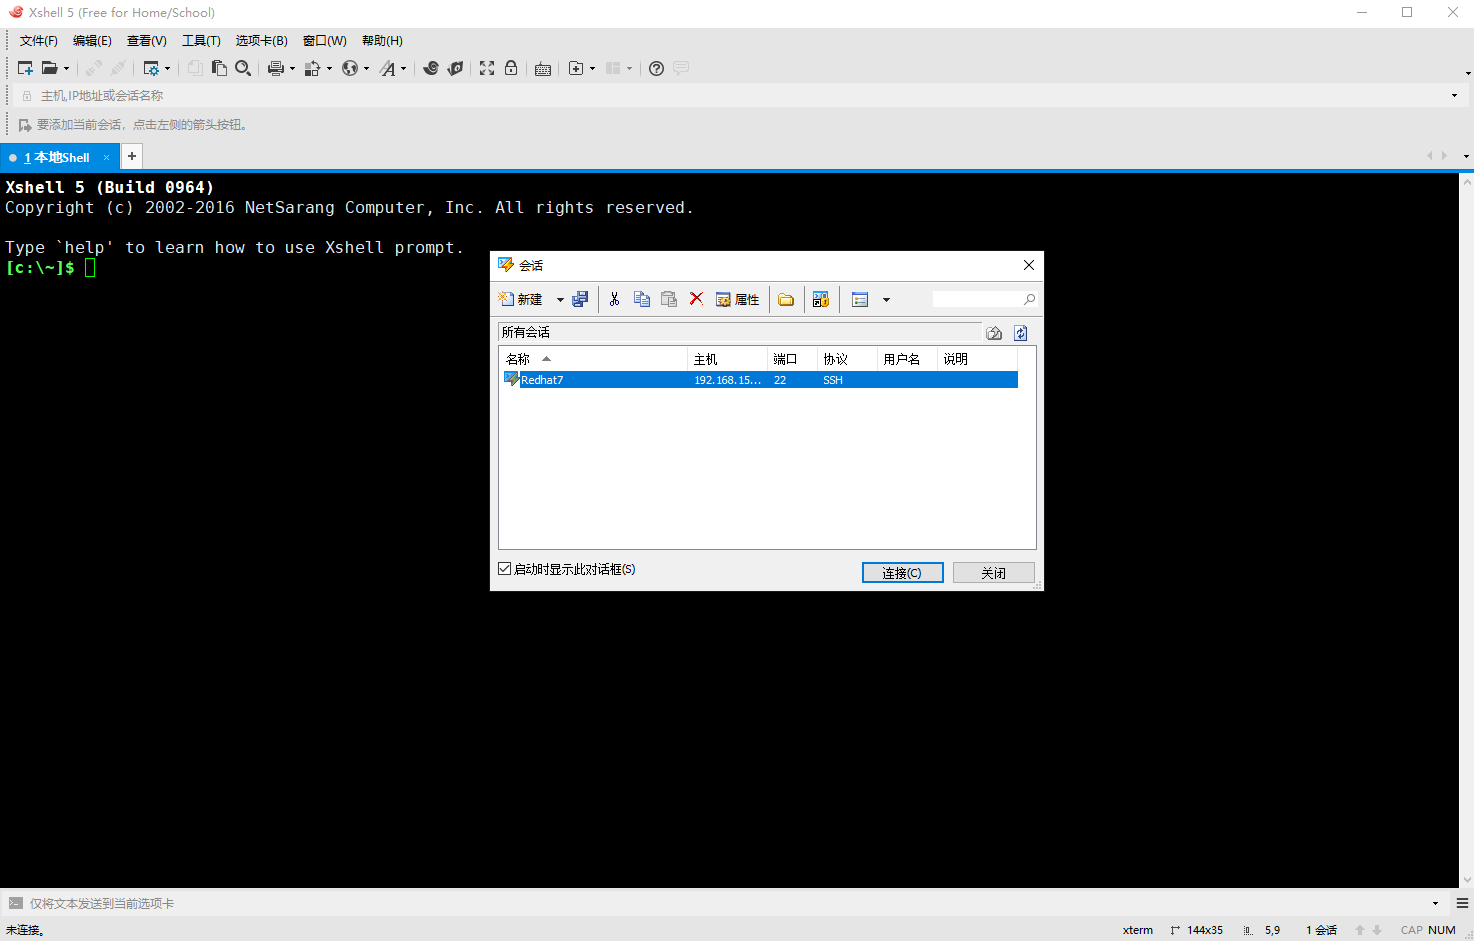 Xshell 5 (Free for Home/School)
文件(F) 编辑(E) 查看(V) 工具(T) 选项卡(B) 窗口(W) 帮助(H)
主机,IP地址或会话名称
要添加当前会话，点击左侧的箭头按钮。
1 本地Shell × +
Xshell 5 (Build 0964)
Copyright (c) 2002-2016 NetSarang Computer, Inc. All rights reserved.
Type `help' to learn how to use Xshell prompt.
[c:\~]$
会话
新建 属性
所有会话
名称 主机 端口 协议 用户名 说明
Redhat7 192.168.15... 22 SSH
启动时显示此对话框(S)
连接(C) 关闭
仅将文本发送到当前选项卡
未连接。 xterm 144x35 5,9 1 会话 CAP NUM